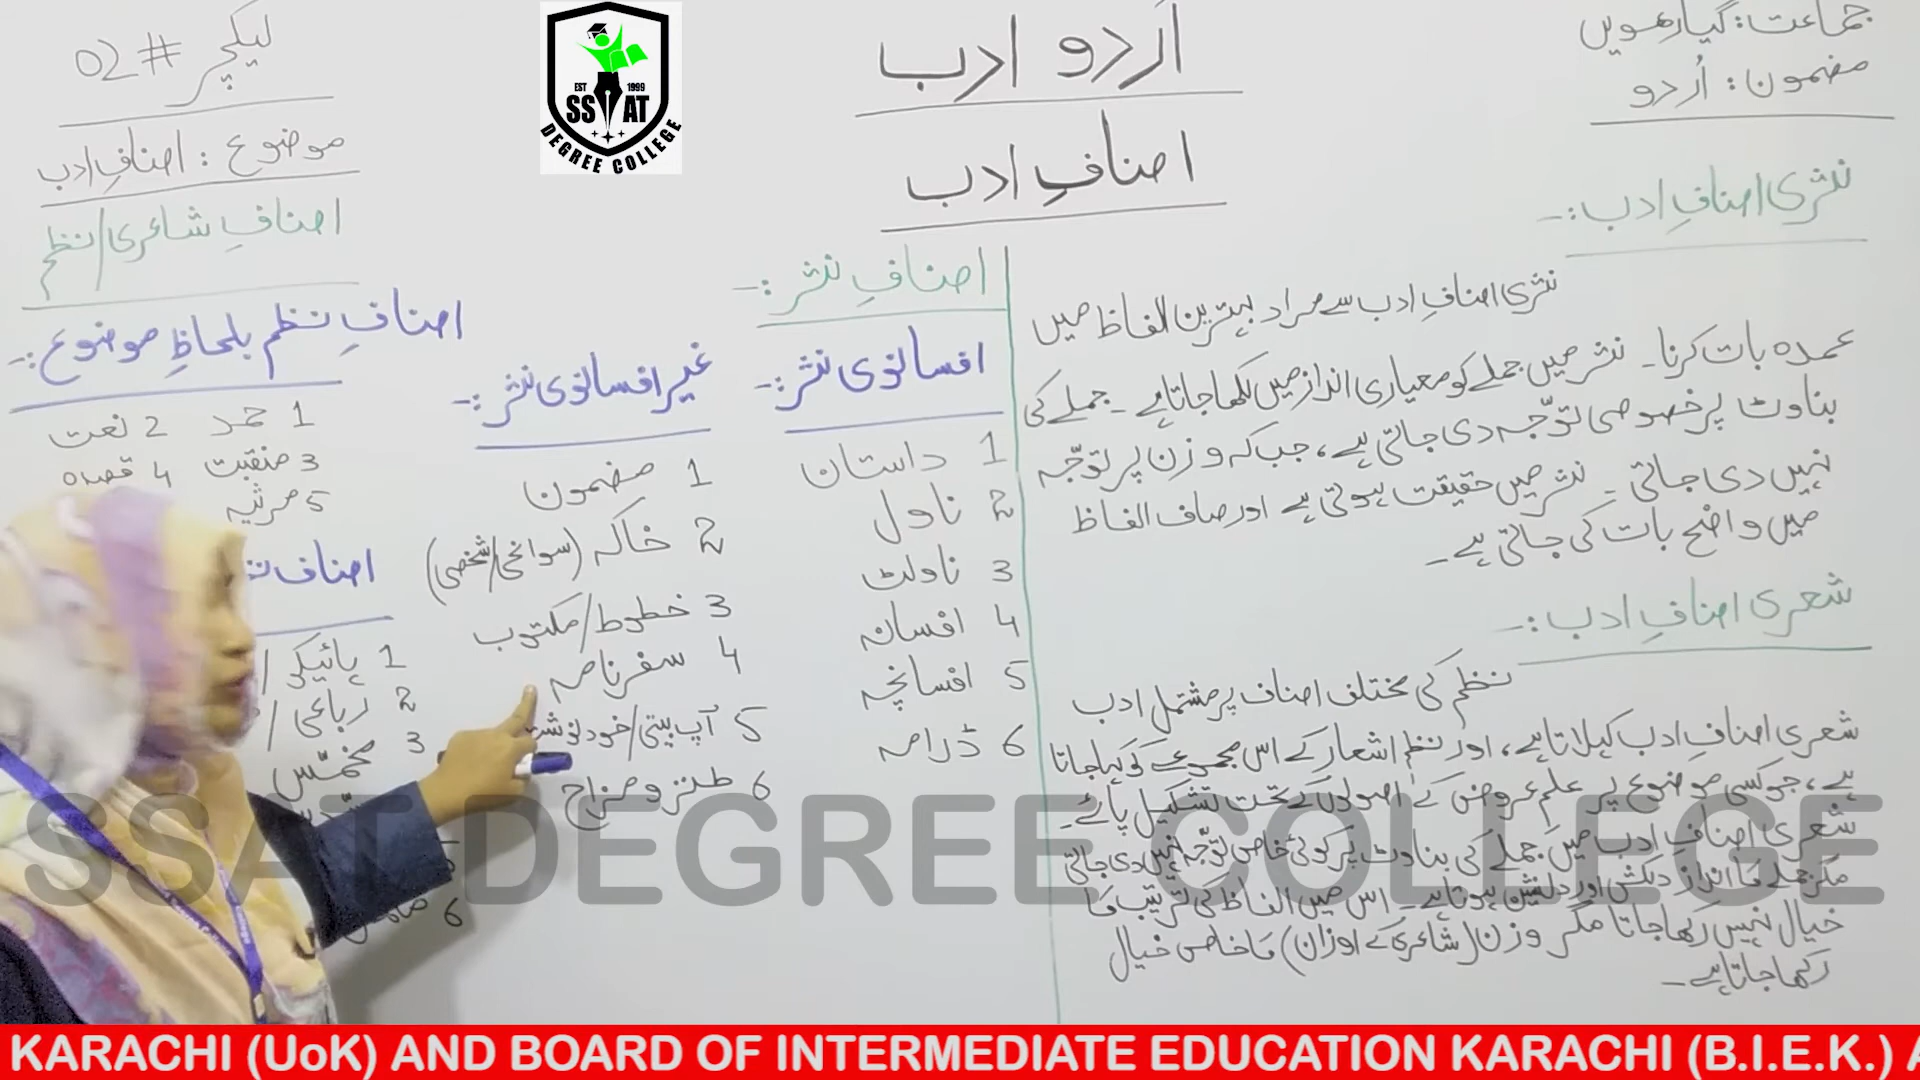 جماعت: گیارھویں
مضمون: اُردو
اُردو ادب
اصنافِ ادب
لیکچر # 02
موضوع: اصنافِ ادب
EST 1999
SSAT
DEGREE COLLEGE
نثری اصنافِ ادب:-
نثری اصنافِ ادب سے مراد بہترین الفاظ میں
عمدہ بات کرنا۔ نثر میں جملے کو معیاری انداز میں لکھا جاتا ہے۔ جملے کی
بناوٹ پر خصوصی توجّہ دی جاتی ہے، جب کہ وزن پر توجّہ
نہیں دی جاتی۔ نثر میں حقیقت ہوتی ہے اور صاف الفاظ
میں واضح بات کی جاتی ہے۔
شعری اصنافِ ادب:-
نظم کی مختلف اصناف پر مشتمل ادب
شعری اصنافِ ادب کہلاتا ہے، اور نظم اشعار کے اس مجموعے کو کہا جاتا
ہے، جو کسی موضوع پر علمِ عروض کے اصولوں کے تحت تشکیل پائے۔
شعری اصنافِ ادب میں جملے کی بناوٹ پر کوئی خاص توجّہ نہیں دی جاتی
مگر جملے کا انداز دلکش اور دلنشین ہوتا ہے۔ اس میں الفاظ کی ترتیب کا
خیال نہیں رکھا جاتا مگر وزن (شاعری کے اوزان) کا خاص خیال
رکھا جاتا ہے۔
اصنافِ نثر:-
افسانوی نثر:-
1 داستان
2 ناول
3 ناولٹ
4 افسانہ
5 افسانچہ
6 ڈرامہ
غیر افسانوی نثر:-
1 مضمون
2 خاکہ (سوانحی/شخصی)
3 خطوط/مکتوب
4 سفرنامہ
5 آپ بیتی/خودنوشت
6 طنز و مزاح
اصنافِ شاعری/نظم
اصنافِ نظم بلحاظِ موضوع:-
1 حمد 2 نعت
3 منقبت 4 قصیدہ
5 مرثیہ
اصناف
1 ہائیکو /
2 رباعی /
3 مخمّس
5
6
SSAT DEGREE COLLEGE
KARACHI (UoK) AND BOARD OF INTERMEDIATE EDUCATION KARACHI (B.I.E.K.) A